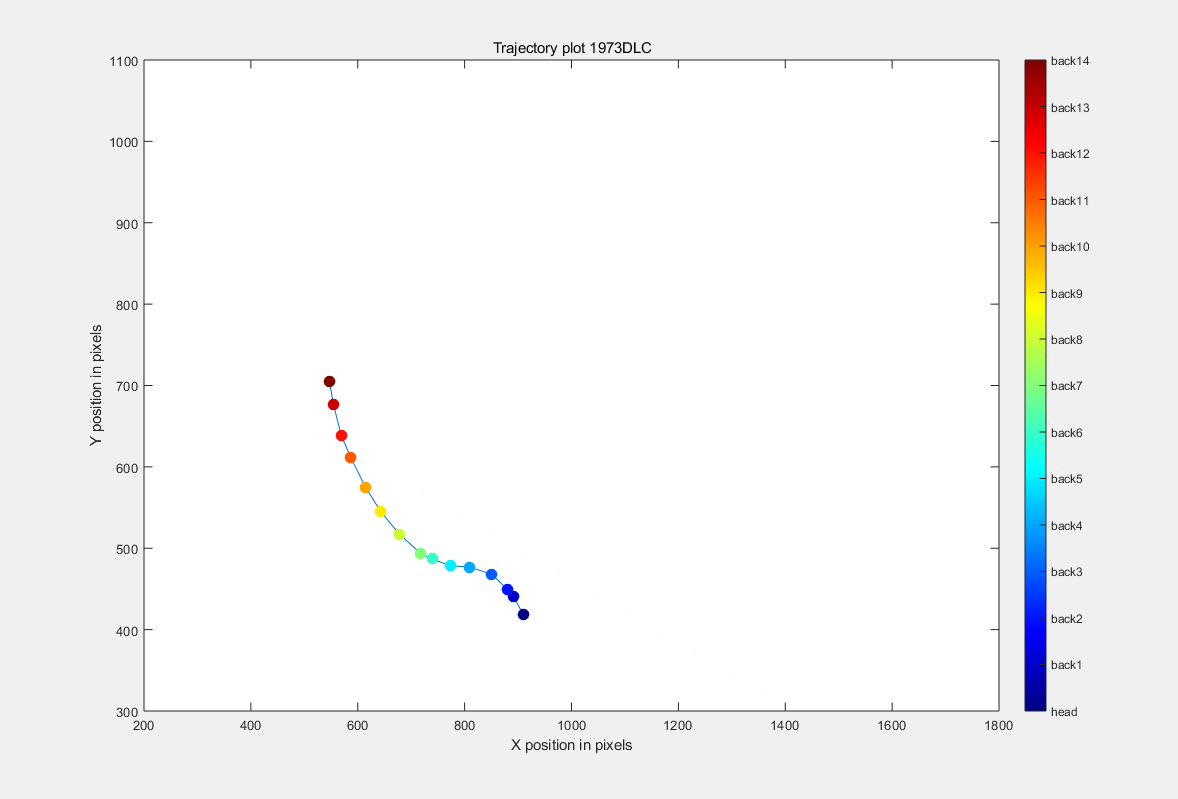 Trajectory plot 1973DLC
1100
1000
900
800
700
600
500
400
300
Y position in pixels
200
400
600
800
1000
1200
1400
1600
1800
X position in pixels
back14
back13
back12
back11
back10
back9
back8
back7
back6
back5
back4
back3
back2
back1
head